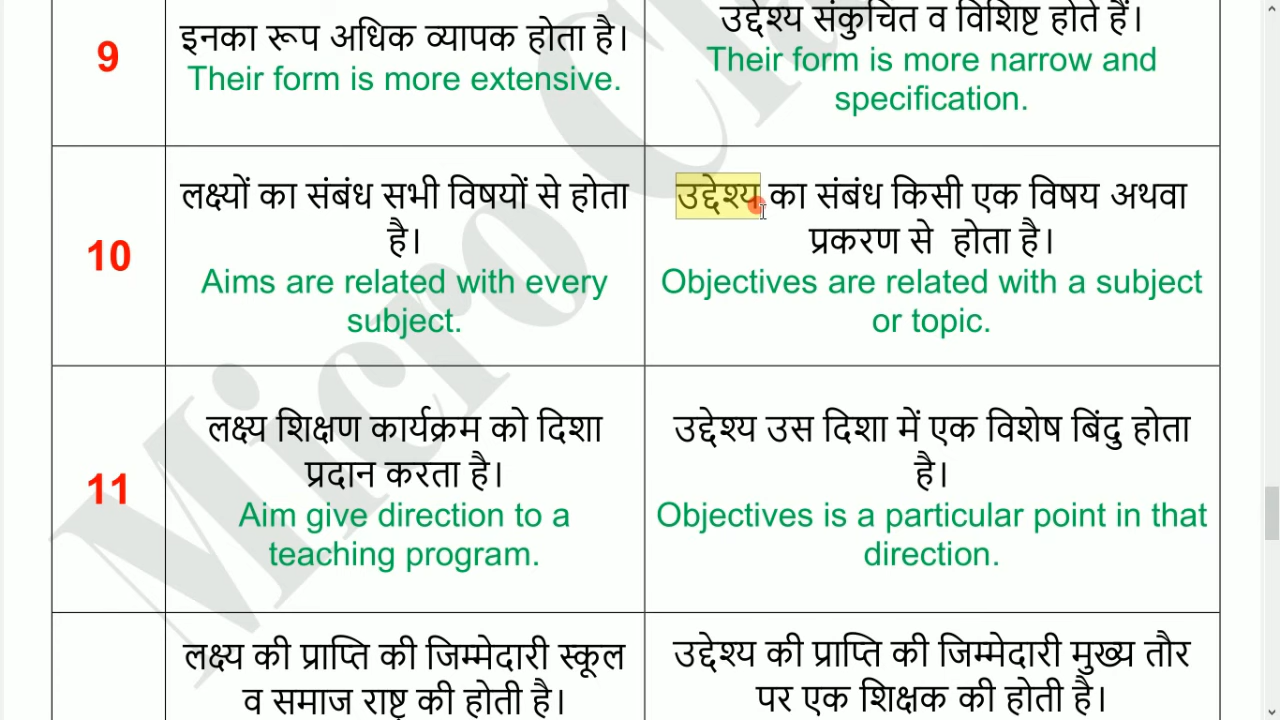 9
इनका रूप अधिक व्यापक होता है।
Their form is more extensive.
उद्देश्य संकुचित व विशिष्ट होते हैं।
Their form is more narrow and
specification.
10
लक्ष्यों का संबंध सभी विषयों से होता
है।
Aims are related with every
subject.
उद्देश्य का संबंध किसी एक विषय अथवा
प्रकरण से होता है।
Objectives are related with a subject
or topic.
11
लक्ष्य शिक्षण कार्यक्रम को दिशा
प्रदान करता है।
Aim give direction to a
teaching program.
उद्देश्य उस दिशा में एक विशेष बिंदु होता
है।
Objectives is a particular point in that
direction.
लक्ष्य की प्राप्ति की जिम्मेदारी स्कूल
व समाज राष्ट्र की होती है।
उद्देश्य की प्राप्ति की जिम्मेदारी मुख्य तौर
पर एक शिक्षक की होती है।
Micro